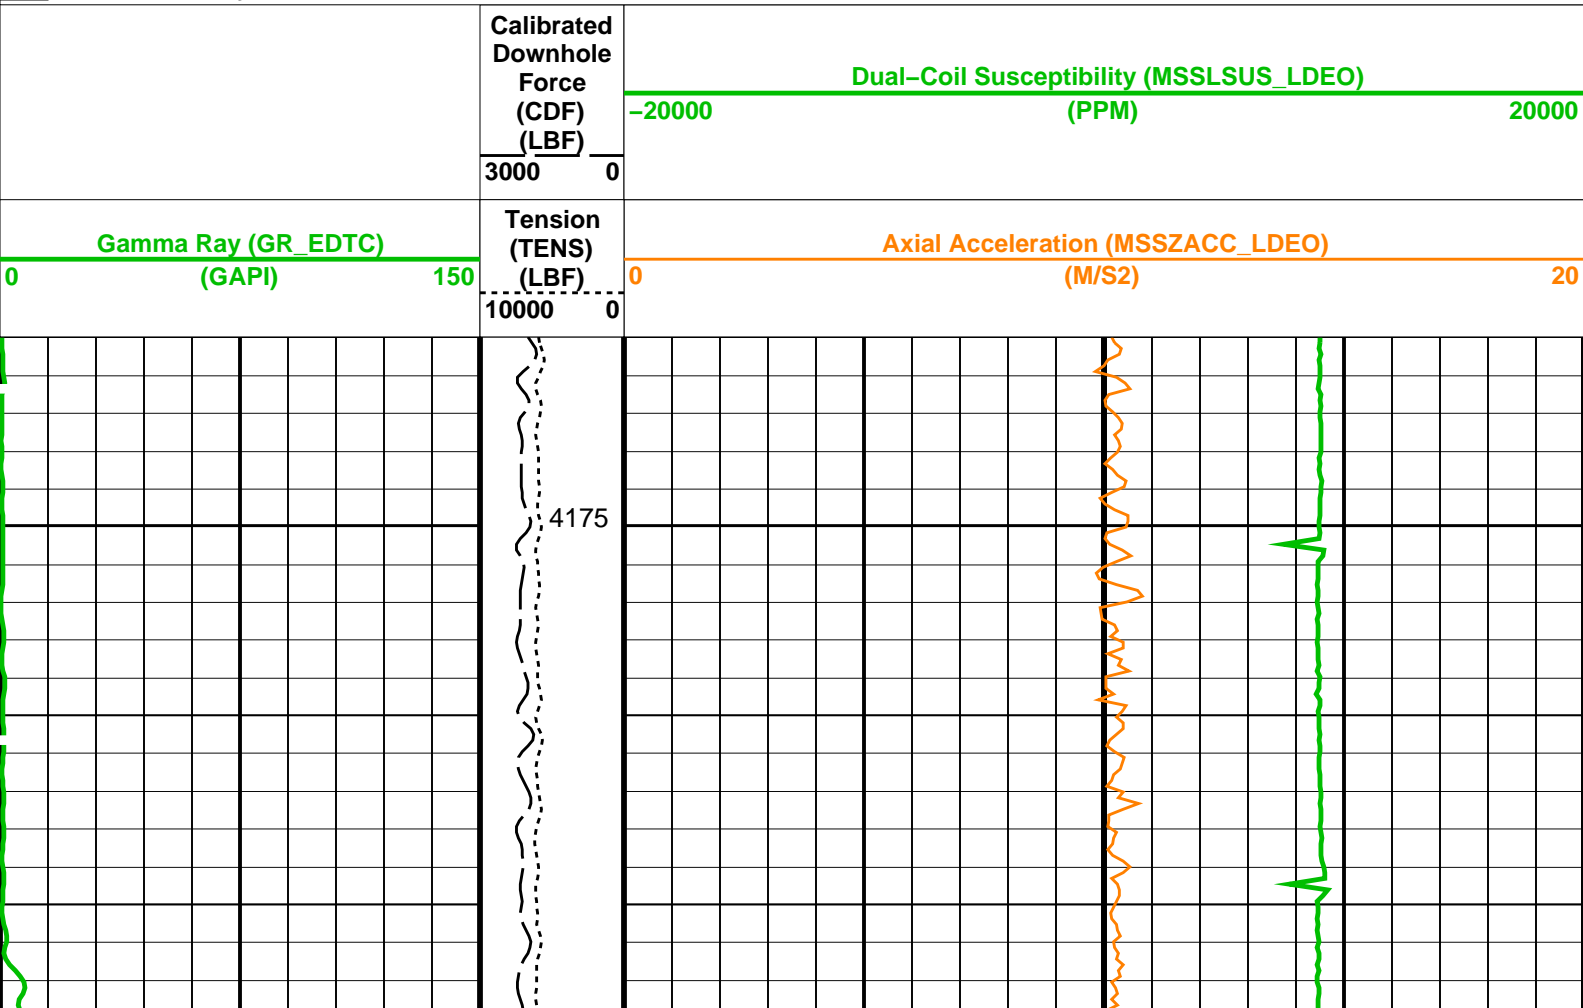 Calibrated
Downhole
Force
(CDF)
(LBF)
3000 0
Dual−Coil Susceptibility (MSSLSUS_LDEO)
−20000 (PPM) 20000
Gamma Ray (GR_EDTC)
0 (GAPI) 150
Tension
(TENS)
(LBF)
10000 0
Axial Acceleration (MSSZACC_LDEO)
0 (M/S2) 20
4175